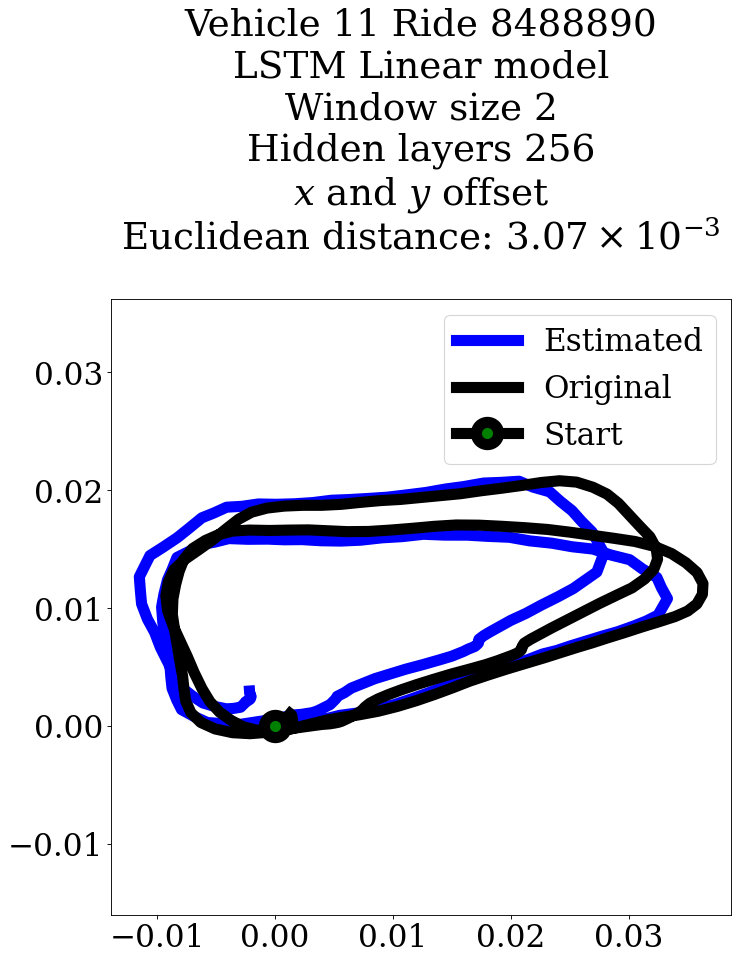 Vehicle 11 Ride 8488890
LSTM Linear model
Window size 2
Hidden layers 256
x and y offset
Euclidean distance: 3.07 × 10⁻³
Estimated
Original
Start
0.03
0.02
0.01
0.00
−0.01
−0.01 0.00 0.01 0.02 0.03